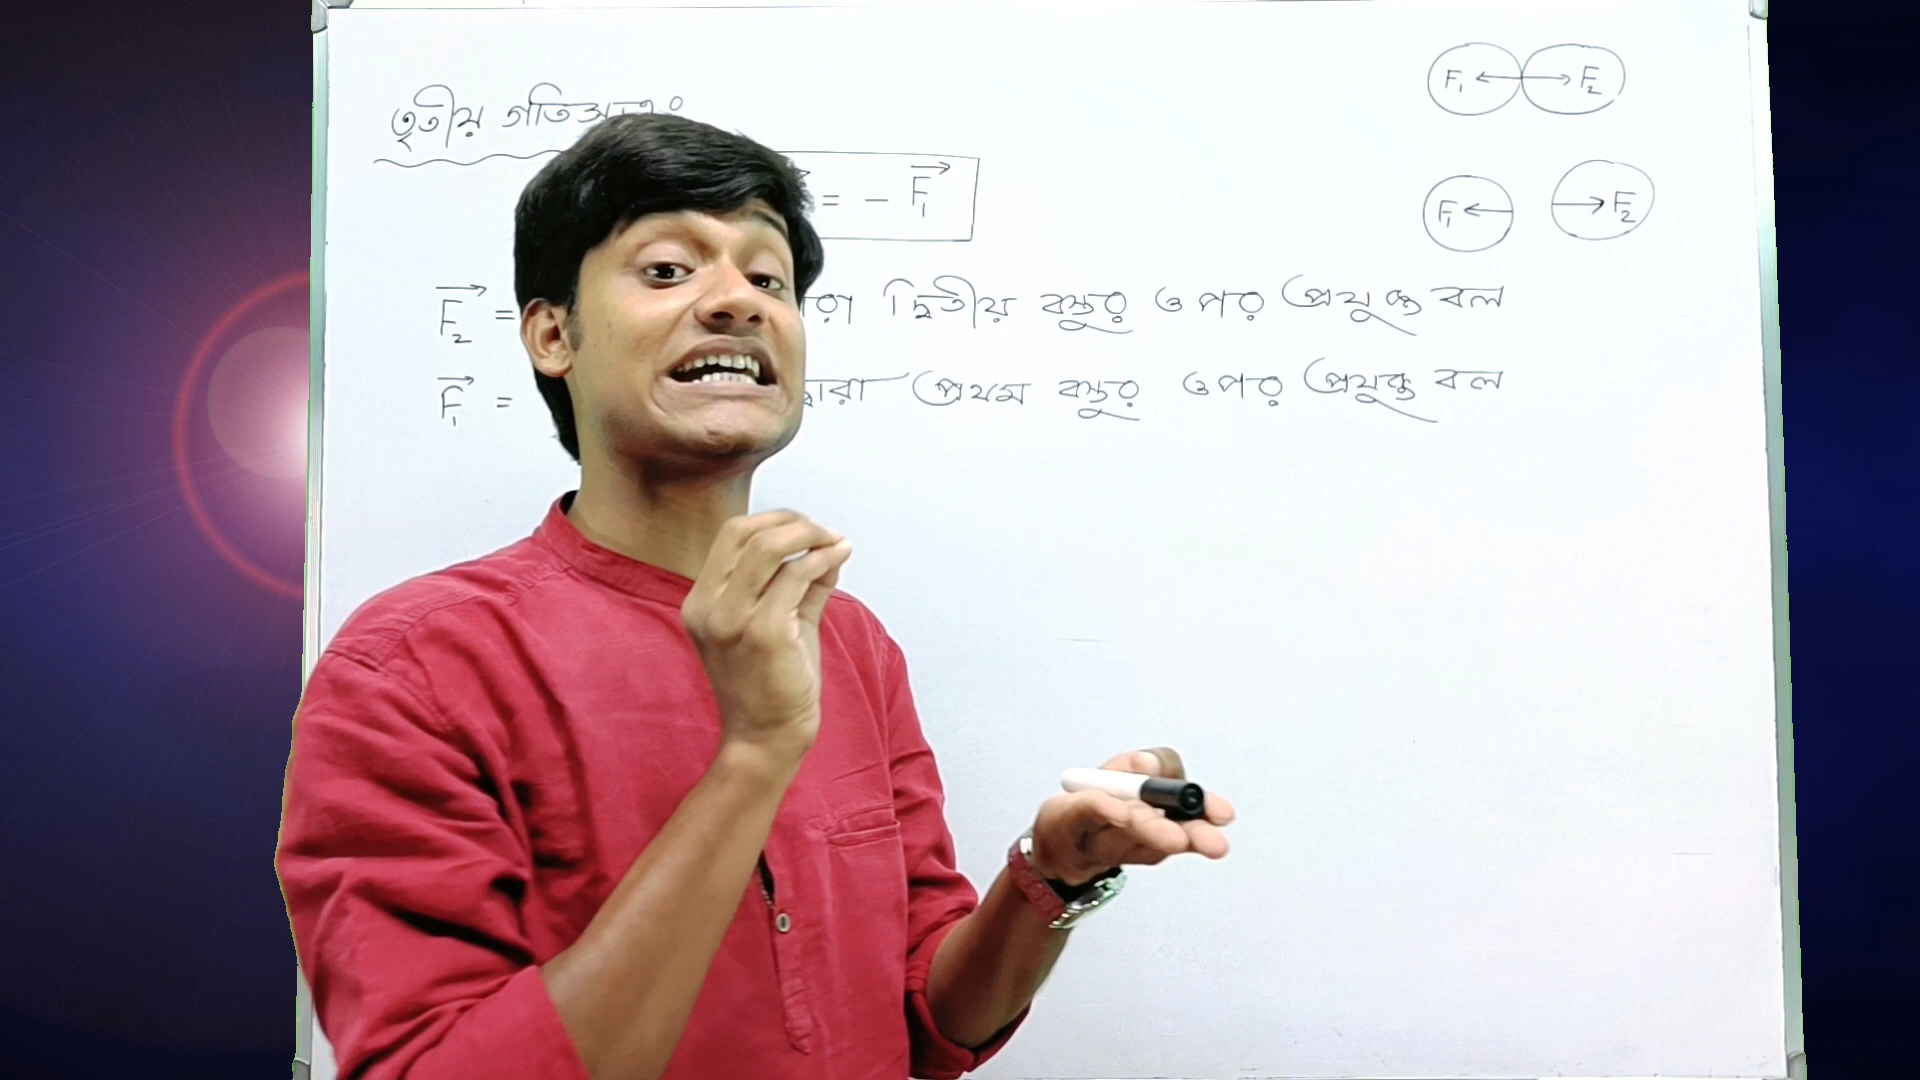 তৃতীয় গতিসূত্রঃ
= - F₁
F₂ = দ্বারা দ্বিতীয় বস্তুর ওপর প্রযুক্ত বল
F₁ = দ্বারা প্রথম বস্তুর ওপর প্রযুক্ত বল
F₁ F₂
F₁ F₂